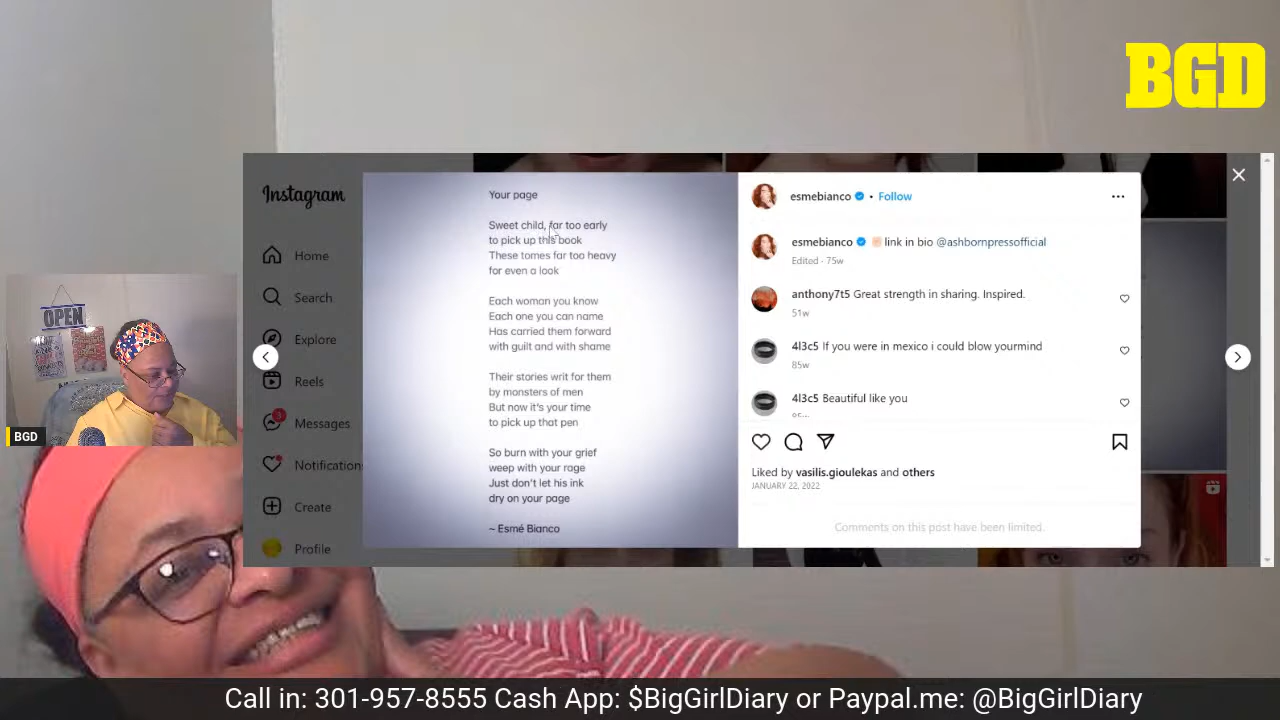 BGD
Instagram
Home
Search
Explore
Reels
3
Messages
Notification
Create
Profile
OPEN
BGD
Your page
Sweet child, far too early
to pick up this book
These tomes far too heavy
for even a look
Each woman you know
Each one you can name
Has carried them forward
with guilt and with shame
Their stories writ for them
by monsters of men
But now it's your time
to pick up that pen
So burn with your grief
weep with your rage
Just don't let his ink
dry on your page
~ Esmé Bianco
esmebianco • Follow
esmebianco link in bio @ashbornpressofficial
Edited · 75w
anthony7t5 Great strength in sharing. Inspired.
51w
4l3c5 If you were in mexico i could blow yourmind
85w
4l3c5 Beautiful like you
Liked by vasilis.gioulekas and others
JANUARY 22, 2022
Comments on this post have been limited.
Call in: 301-957-8555 Cash App: $BigGirlDiary or Paypal.me: @BigGirlDiary